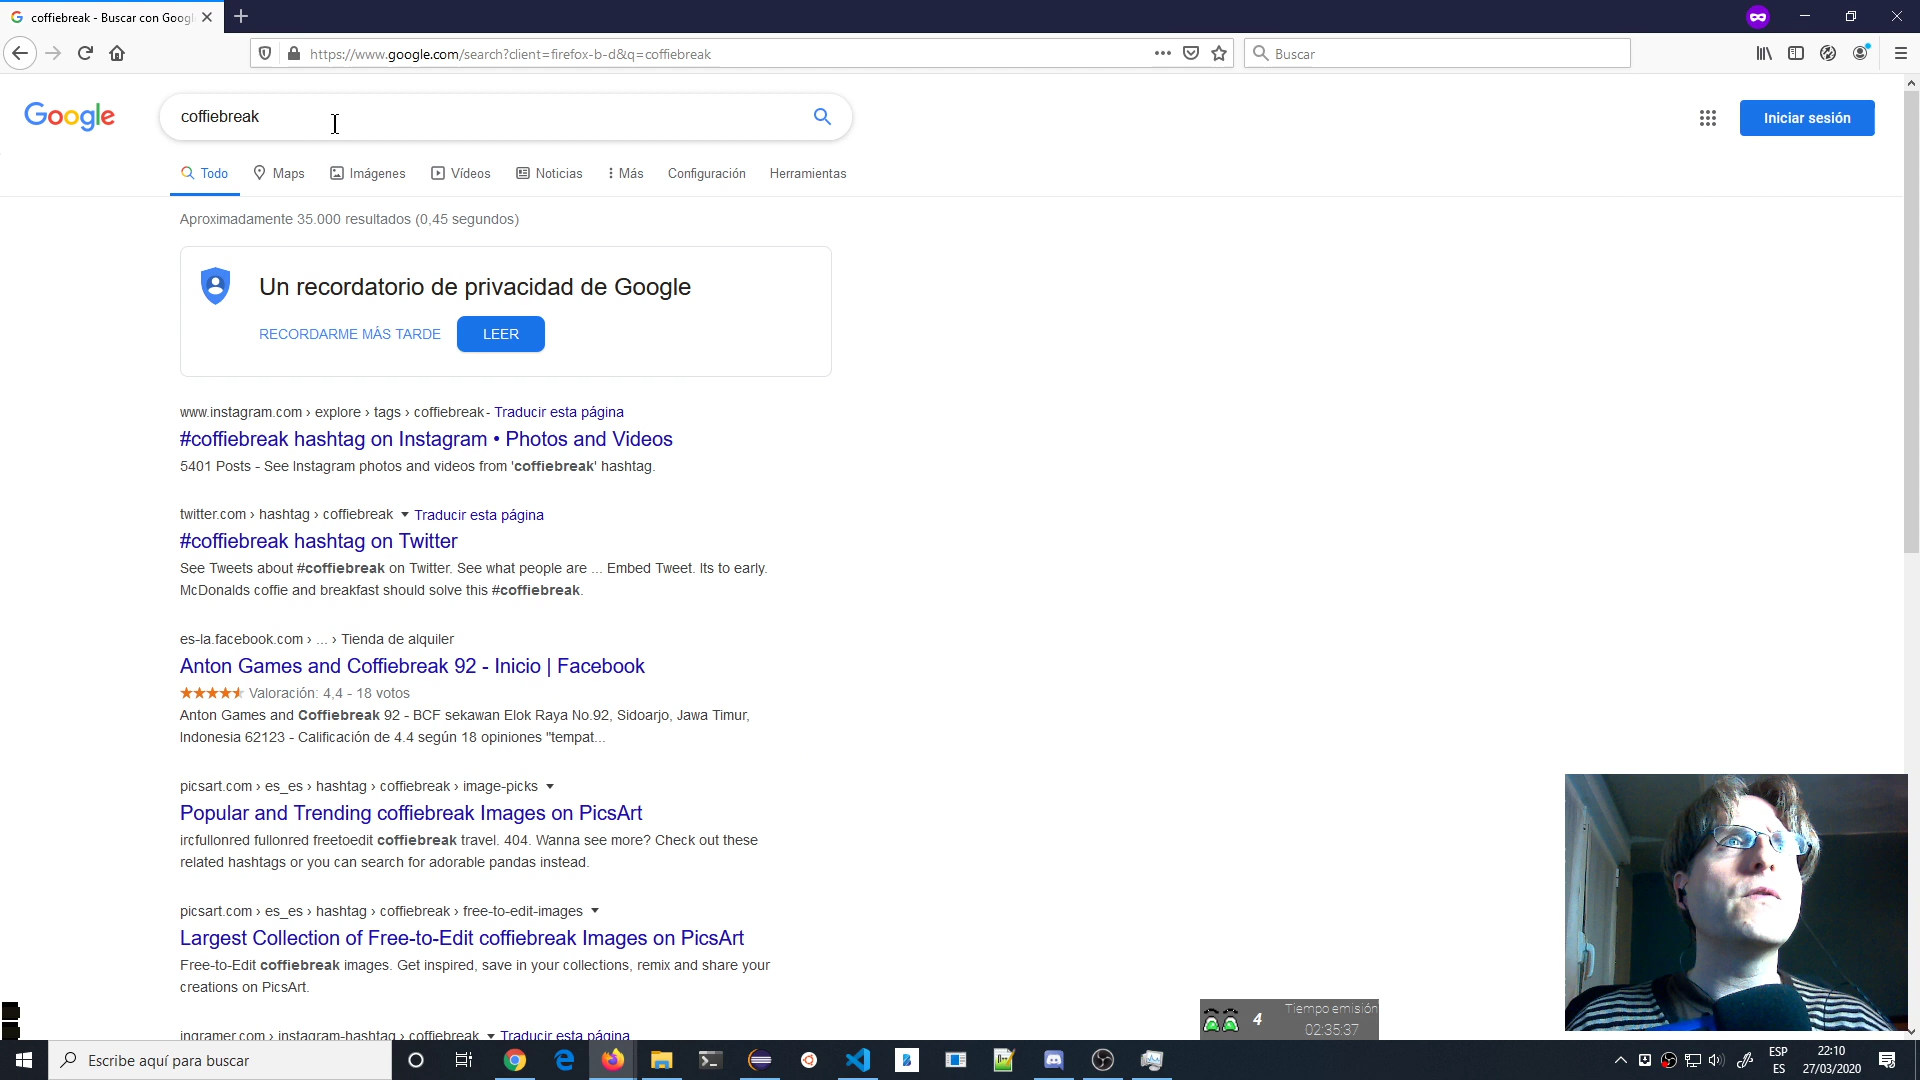 coffiebreak - Buscar con Googl
https://www.google.com/search?client=firefox-b-d&q=coffiebreak
Buscar
Google
coffiebreak
Iniciar sesión
Todo
Maps
Imágenes
Vídeos
Noticias
Más
Configuración
Herramientas
Aproximadamente 35.000 resultados (0,45 segundos)
Un recordatorio de privacidad de Google
RECORDARME MÁS TARDE
LEER
www.instagram.com › explore › tags › coffiebreak - Traducir esta página
#coffiebreak hashtag on Instagram • Photos and Videos
5401 Posts - See Instagram photos and videos from 'coffiebreak' hashtag.
twitter.com › hashtag › coffiebreak ▾ Traducir esta página
#coffiebreak hashtag on Twitter
See Tweets about #coffiebreak on Twitter. See what people are ... Embed Tweet. Its to early.
McDonalds coffie and breakfast should solve this #coffiebreak.
es-la.facebook.com › ... › Tienda de alquiler
Anton Games and Coffiebreak 92 - Inicio | Facebook
Valoración: 4,4 - 18 votos
Anton Games and Coffiebreak 92 - BCF sekawan Elok Raya No.92, Sidoarjo, Jawa Timur,
Indonesia 62123 - Calificación de 4.4 según 18 opiniones "tempat...
picsart.com › es_es › hashtag › coffiebreak › image-picks ▾
Popular and Trending coffiebreak Images on PicsArt
ircfullonred fullonred freetoedit coffiebreak travel. 404. Wanna see more? Check out these
related hashtags or you can search for adorable pandas instead.
picsart.com › es_es › hashtag › coffiebreak › free-to-edit-images ▾
Largest Collection of Free-to-Edit coffiebreak Images on PicsArt
Free-to-Edit coffiebreak images. Get inspired, save in your collections, remix and share your
creations on PicsArt.
ingramer.com › instagram-hashtag › coffiebreak ▾ Traducir esta página
4
Tiempo emisión
02:35:37
Escribe aquí para buscar
ESP
ES
22:10
27/03/2020